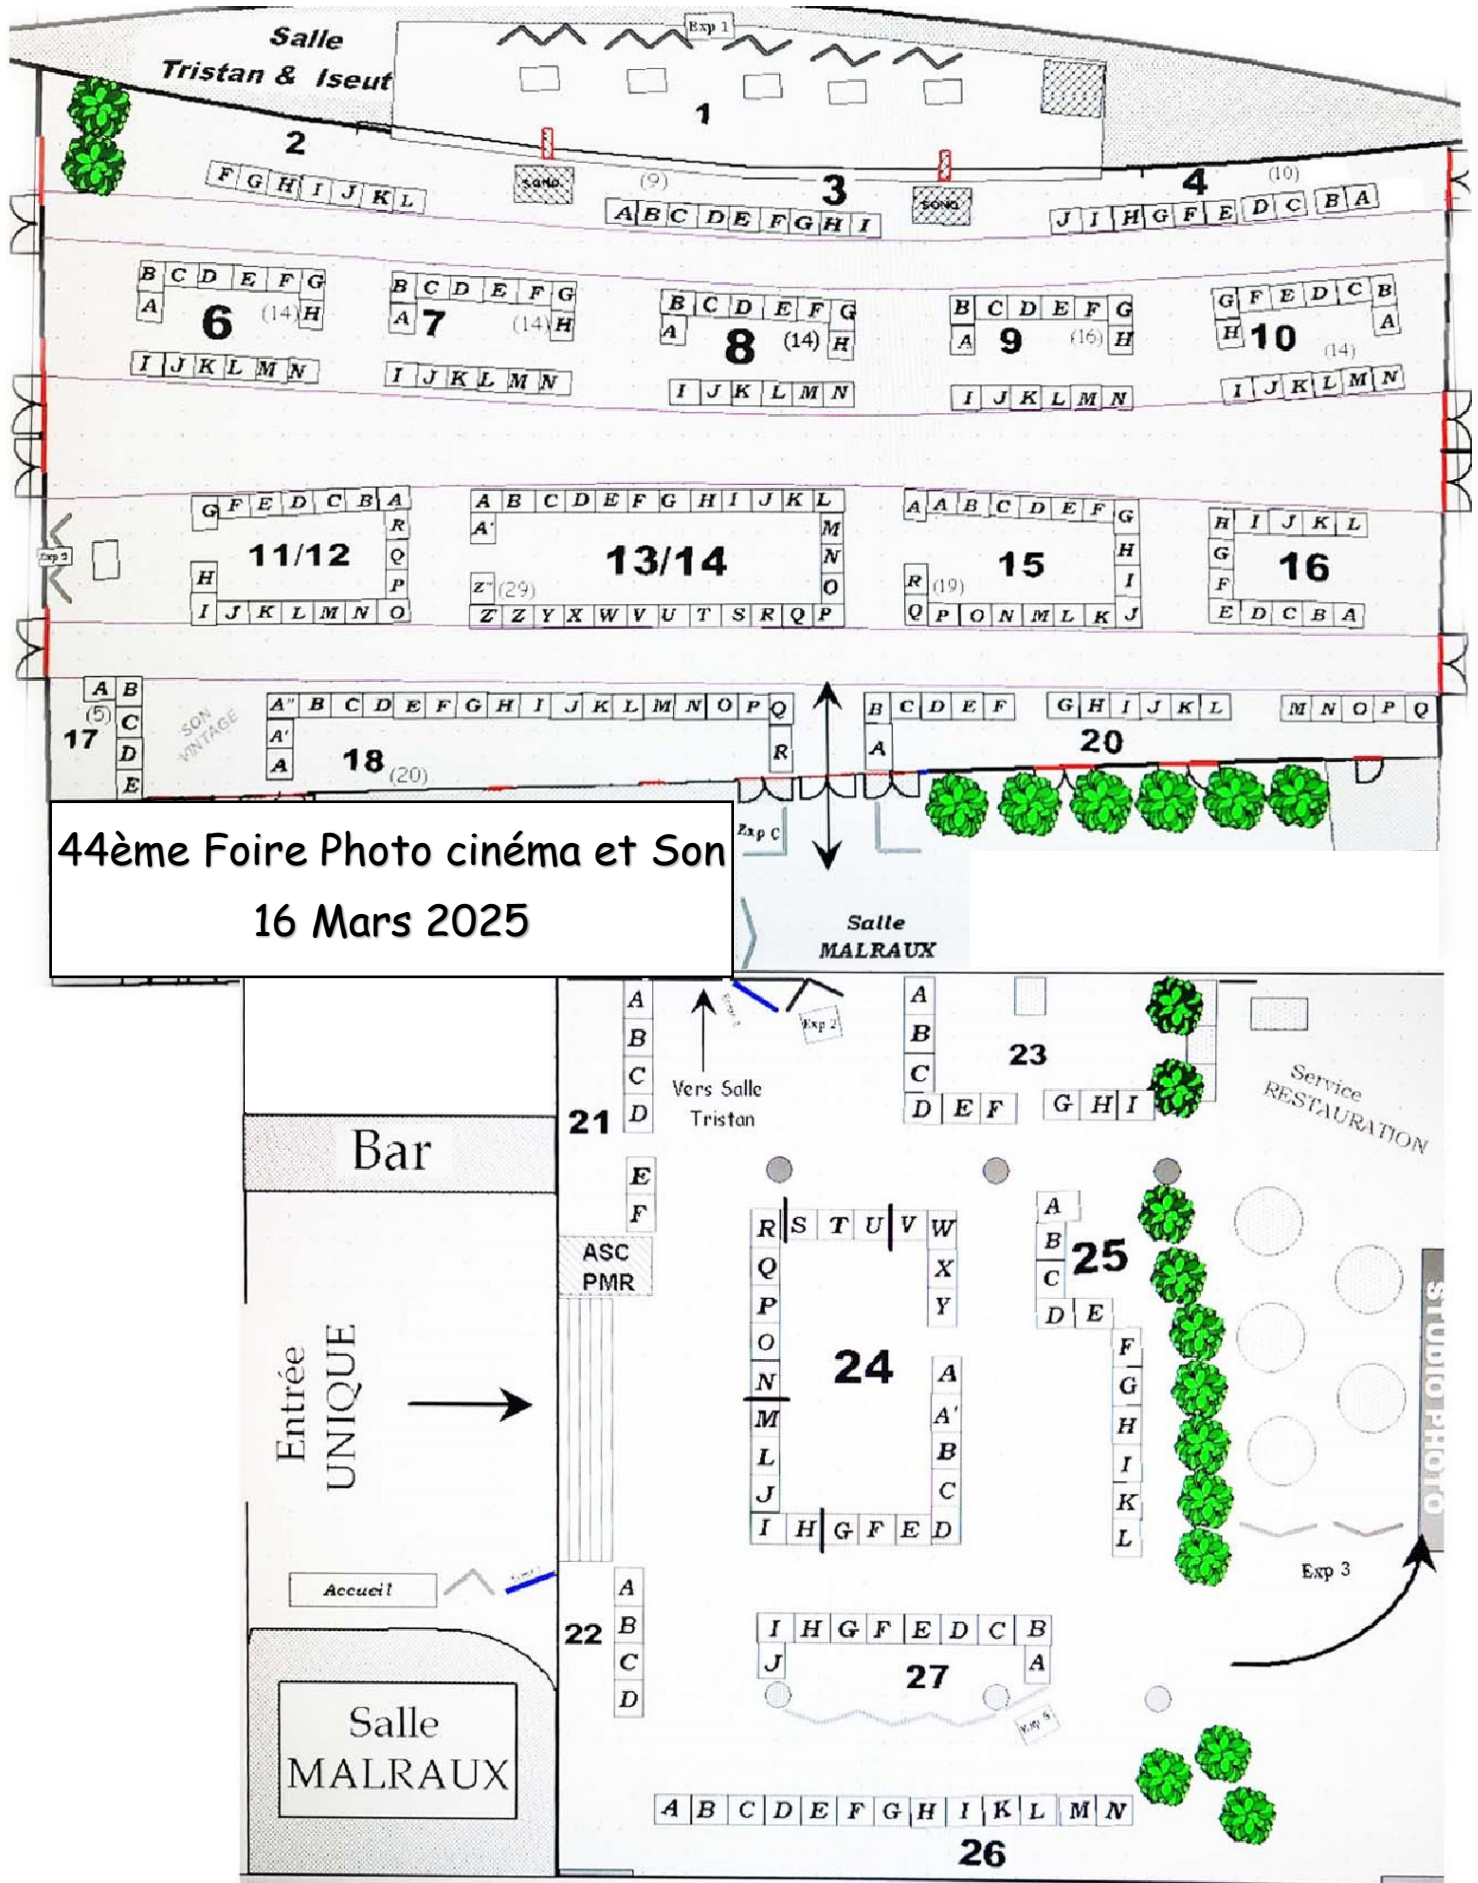 Salle
Tristan & Iseut
Exp 1
1
2
F G H I J K L
SONO
(9)
3
A B C D E F G H I
SONO
4
(10)
J I H G F E D C B A
B C D E F G
A
6
(14)
H
I J K L M N
B C D E F G
A
7
(14)
H
I J K L M N
B C D E F G
A
8
(14)
H
I J K L M N
B C D E F G
A
9
(16)
H
I J K L M N
G F E D C B
H
10
A
(14)
I J K L M N
G F E D C B A
R
11/12
Q
H
P
I J K L M N O
A B C D E F G H I J K L
A'
M
13/14
N
Z" (29)
O
Z Z Y X W V U T S R Q P
A A B C D E F G
15
H
R (19)
I
Q P O N M L K J
H I J K L
G
16
F
E D C B A
A B
(5)
C
17
D
E
SON
VINTAGE
A" B C D E F G H I J K L M N O P Q
A'
R
A
18 (20)
B C D E F
A
G H I J K L
M N O P Q
20
44ème Foire Photo cinéma et Son
16 Mars 2025
Exp C
Salle
MALRAUX
A
B
C
D
21
E
F
Vers Salle
Tristan
Exp 2
A
B
C
D E F
23
G H I
Service
RESTAURATION
Bar
ASC
PMR
Entrée
UNIQUE
R S T U V W
Q
X
P
Y
O
24
N
A
M
A'
L
B
J
C
I H G F E D
A
B
25
C
D E
F
G
H
I
K
L
STUDIO PHOTO
Exp 3
Accueil
A
22
B
C
D
I H G F E D C B
J
27
A
Exp 5
Salle
MALRAUX
A B C D E F G H I K L M N
26